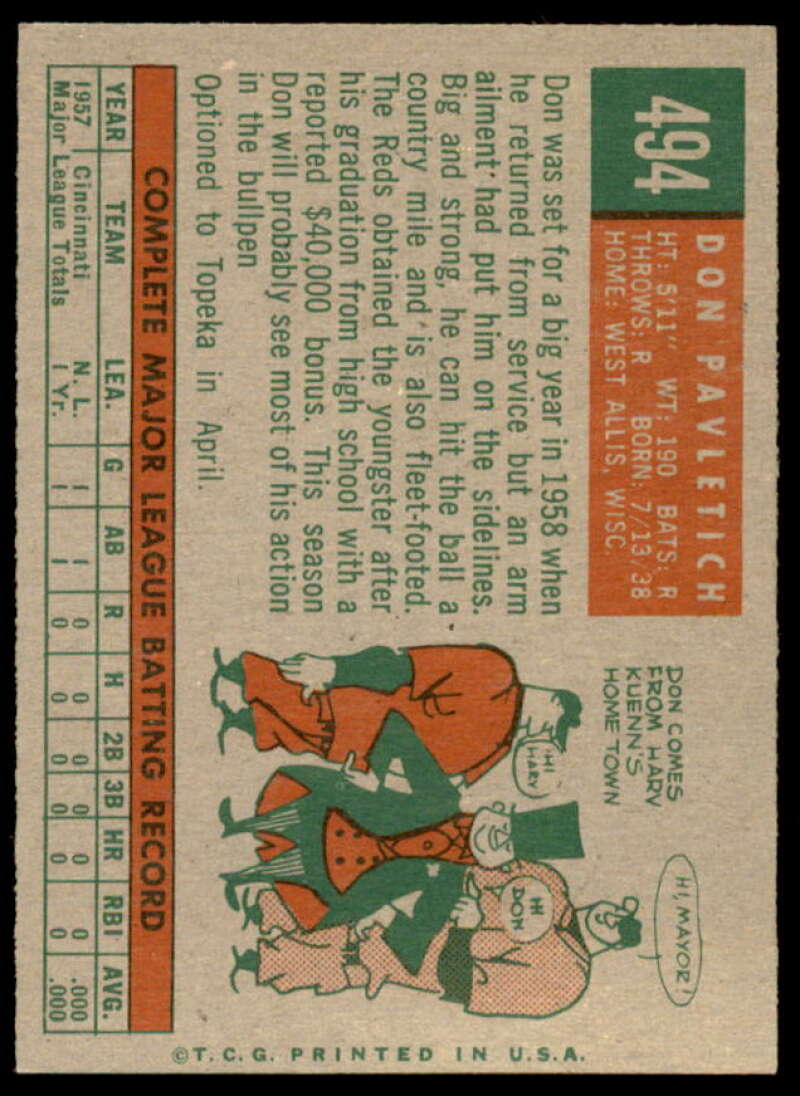 494
DON PAVLETICH
HT: 5'11" WT: 190 BATS: R
THROWS: R BORN: 7/13/38
HOME: WEST ALLIS, WISC.
Don was set for a big year in 1958 when
he returned from service but an arm
ailment had put him on the sidelines.
Big and strong, he can hit the ball a
country mile and is also fleet-footed.
The Reds obtained the youngster after
his graduation from high school with a
reported $40,000 bonus. This season
Don will probably see most of his action
in the bullpen
Optioned to Topeka in April.
DON COMES
FROM HARV
KUENN'S
HOME TOWN
HI, MAYOR!
HI
HARV
HI
DON
COMPLETE MAJOR LEAGUE BATTING RECORD
YEAR TEAM LEA. G AB R H 2B 3B HR RBI AVG.
1957 Cincinnati N. L. 1 1 0 0 0 0 0 0 .000
Major League Totals 1 Yr. 1 1 0 0 0 0 0 0 .000
©T.C.G. PRINTED IN U.S.A.